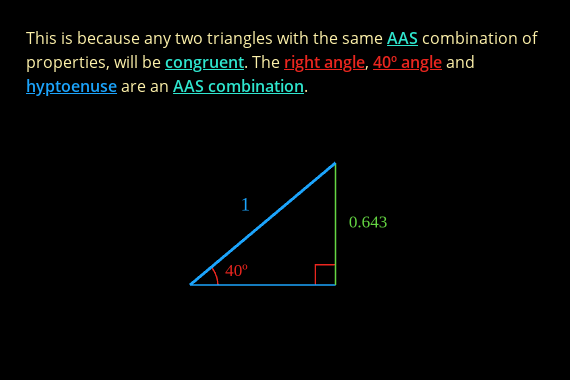 This is because any two triangles with the same AAS combination of
properties, will be congruent. The right angle, 40º angle and
hyptoenuse are an AAS combination.
1
0.643
40º